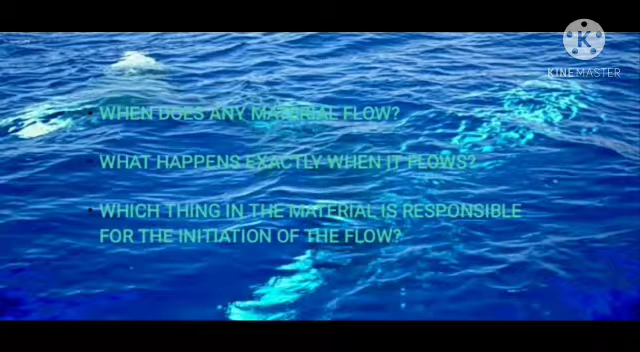 KINEMASTER
• WHEN DOES ANY MATERIAL FLOW?
• WHAT HAPPENS EXACTLY WHEN IT FLOWS?
• WHICH THING IN THE MATERIAL IS RESPONSIBLE
FOR THE INITIATION OF THE FLOW?